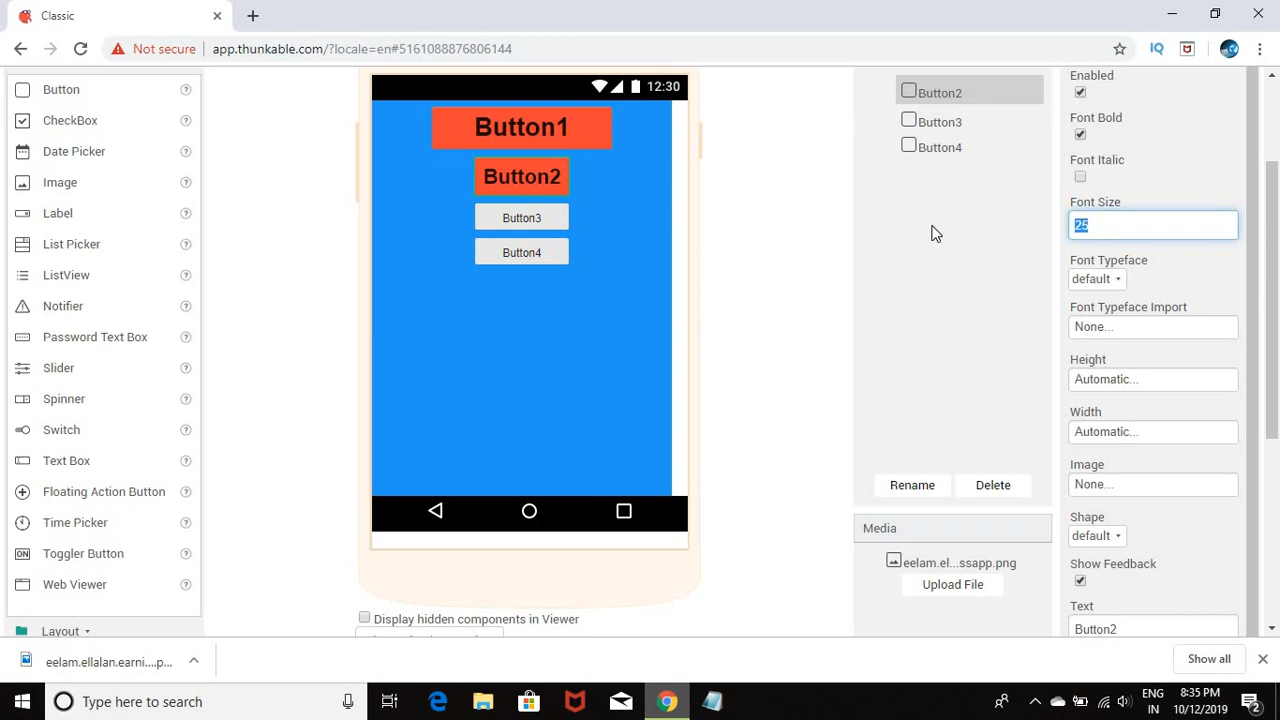 Classic
Not secure
app.thunkable.com/?locale=en#5161088876806144
IQ
Button
CheckBox
Date Picker
Image
Label
List Picker
ListView
Notifier
Password Text Box
Slider
Spinner
Switch
Text Box
Floating Action Button
Time Picker
ON Toggler Button
Web Viewer
Layout
12:30
Button1
Button2
Button3
Button4
Display hidden components in Viewer
Button2
Button3
Button4
Rename Delete
Media
eelam.el...ssapp.png
Upload File
Enabled
Font Bold
Font Italic
Font Size
25
Font Typeface
default
Font Typeface Import
None...
Height
Automatic...
Width
Automatic...
Image
None...
Shape
default
Show Feedback
Text
Button2
eelam.ellalan.earni....p...
Show all
Type here to search
ENG
IN
8:35 PM
10/12/2019
2